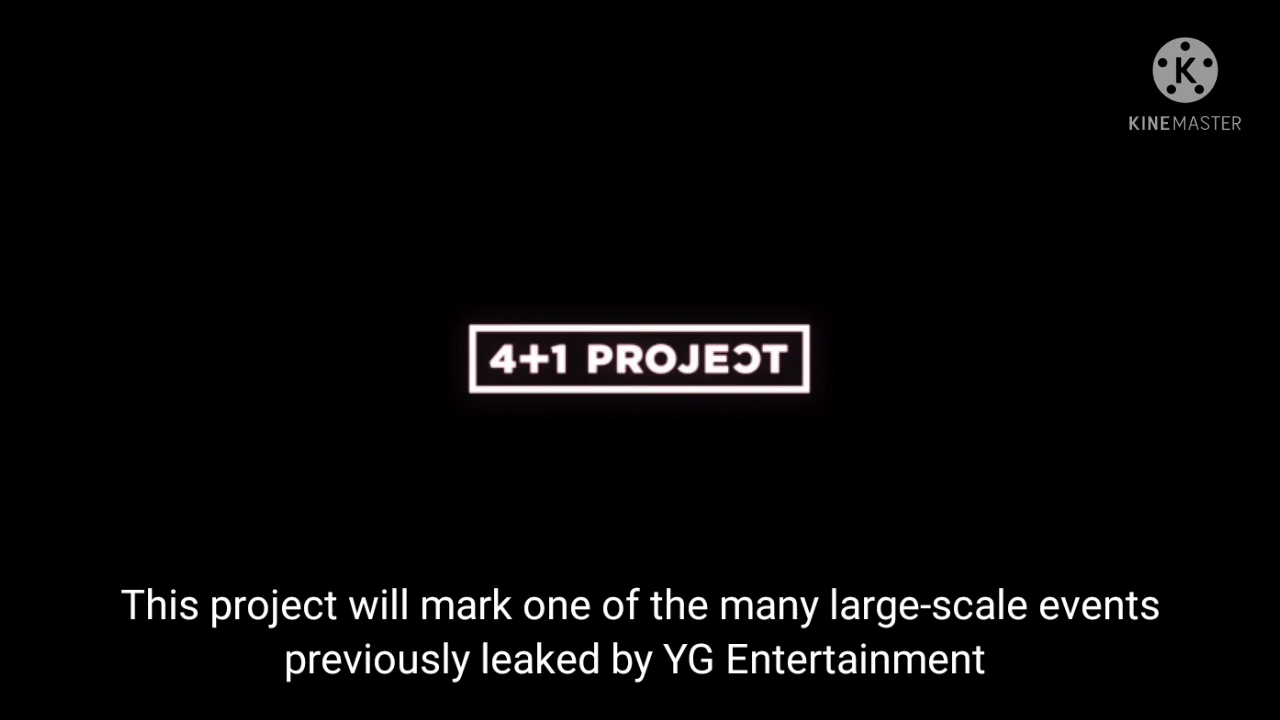 K
KINEMASTER
4+1 PROJEƆT
This project will mark one of the many large-scale events
previously leaked by YG Entertainment